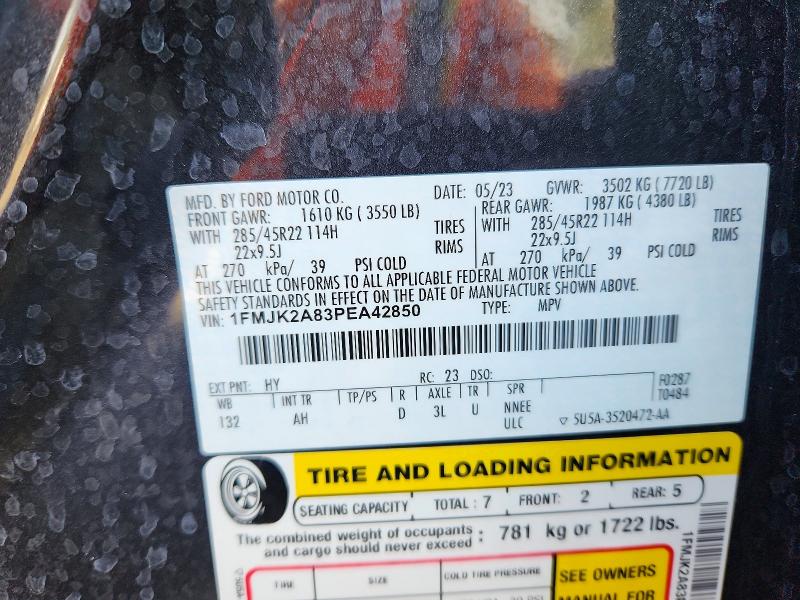 MFD. BY FORD MOTOR CO. DATE: 05/23 GVWR: 3502 KG ( 7720 LB)
FRONT GAWR: 1610 KG ( 3550 LB) REAR GAWR: 1987 KG ( 4380 LB)
WITH 285/45R22 114H TIRES WITH 285/45R22 114H TIRES
22x9.5J RIMS 22x9.5J RIMS
AT 270 kPa/ 39 PSI COLD AT 270 kPa/ 39 PSI COLD
THIS VEHICLE CONFORMS TO ALL APPLICABLE FEDERAL MOTOR VEHICLE
SAFETY STANDARDS IN EFFECT ON THE DATE OF MANUFACTURE SHOWN ABOVE.
VIN: 1FMJK2A83PEA42850 TYPE: MPV
EXT PNT: HY RC: 23 DSO: F0287
WB INT TR TP/PS R AXLE TR SPR T0484
132 AH D 3L U NNEE
ULC ▽ 5U5A-3520472-AA
TIRE AND LOADING INFORMATION
SEATING CAPACITY TOTAL : 7 FRONT: 2 REAR: 5
The combined weight of occupants : 781 kg or 1722 lbs.
and cargo should never exceed
TIRE SIZE COLD TIRE PRESSURE SEE OWNERS
MANUAL FOR
1FMJK2A83